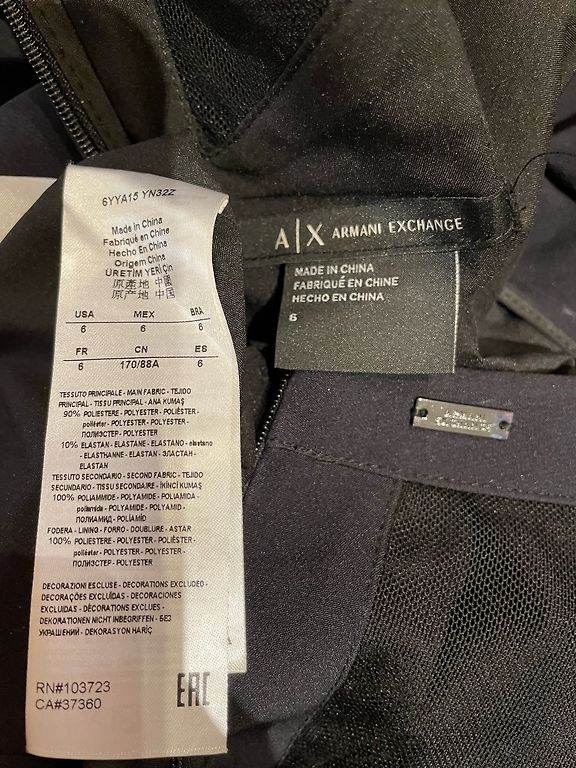 6YYA15 YN32Z
Made in China
Fabriqué en Chine
Hecho En China
Origem China
ÜRETİM YERİ Çin
原產地 中國
原产地 中国
USA MEX BRA
6 6 6
FR CN ES
6 170/88A 6
TESSUTO PRINCIPALE - MAIN FABRIC - TEJIDO
PRINCIPAL - TISSU PRINCIPAL - ANA KUMAŞ
90% POLIESTERE - POLYESTER - POLIÉSTER -
poliéster - POLYESTER - POLYESTER -
ПОЛИЭСТЕР - POLYESTER
10% ELASTAN - ELASTANE - ELASTANO - elastano
- ELASTHANNE - ELASTAN - ЭЛАСТАН -
ELASTAN
TESSUTO SECONDARIO - SECOND FABRIC - TEJIDO
SECUNDARIO - TISSU SECONDAIRE - İKİNCİ KUMAŞ
100% POLIAMMIDE - POLYAMIDE - POLIAMIDA -
poliamida - POLYAMIDE - POLYAMID -
ПОЛИАМИД - POLİAMİD
FODERA - LINING - FORRO - DOUBLURE - ASTAR
100% POLIESTERE - POLYESTER - POLIÉSTER -
poliéster - POLYESTER - POLYESTER -
ПОЛИЭСТЕР - POLYESTER
DECORAZIONI ESCLUSE - DECORATIONS EXCLUDED -
DECORAÇÕES EXCLUÍDAS - DECORACIONES
EXCLUIDAS - DÉCORATIONS EXCLUES -
DEKORATIONEN NICHT INBEGRIFFEN - БЕЗ
УКРАШЕНИЙ - DEKORASYON HARİÇ
RN#103723
CA#37360
EAC
A|X ARMANI EXCHANGE
MADE IN CHINA
FABRIQUÉ EN CHINE
HECHO EN CHINA
6